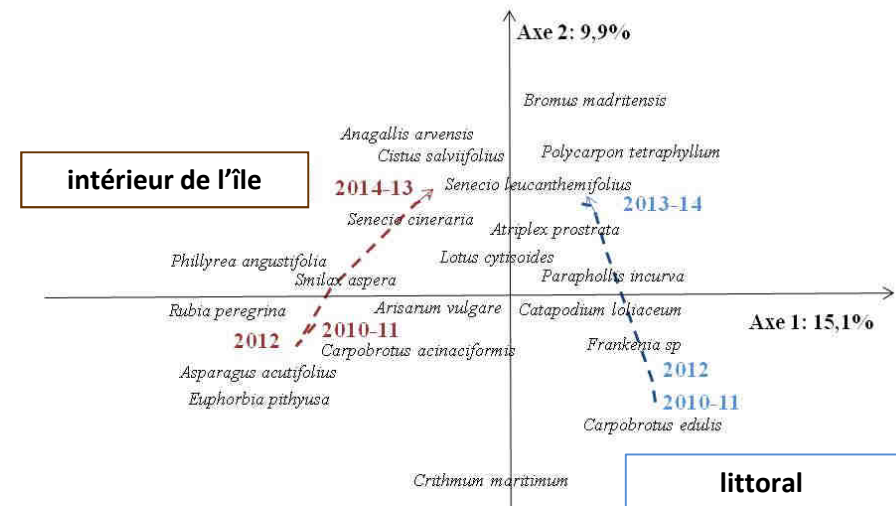 Axe 2: 9,9%
Bromus madritensis
Anagallis arvensis
Cistus salviifolius
Polycarpon tetraphyllum
intérieur de l'île
2014-13
Senecio leucanthemifolius
2013-14
Senecio cineraria
Atriplex prostrata
Phillyrea angustifolia
Lotus cytisoides
Smilax aspera
Parapholis incurva
Rubia peregrina
Arisarum vulgare
Catapodium loliaceum
Axe 1: 15,1%
2012
2010-11
Carpobrotus acinaciformis
Frankenia sp
2012
Asparagus acutifolius
Euphorbia pithyusa
2010-11
Carpobrotus edulis
Crithmum maritimum
littoral